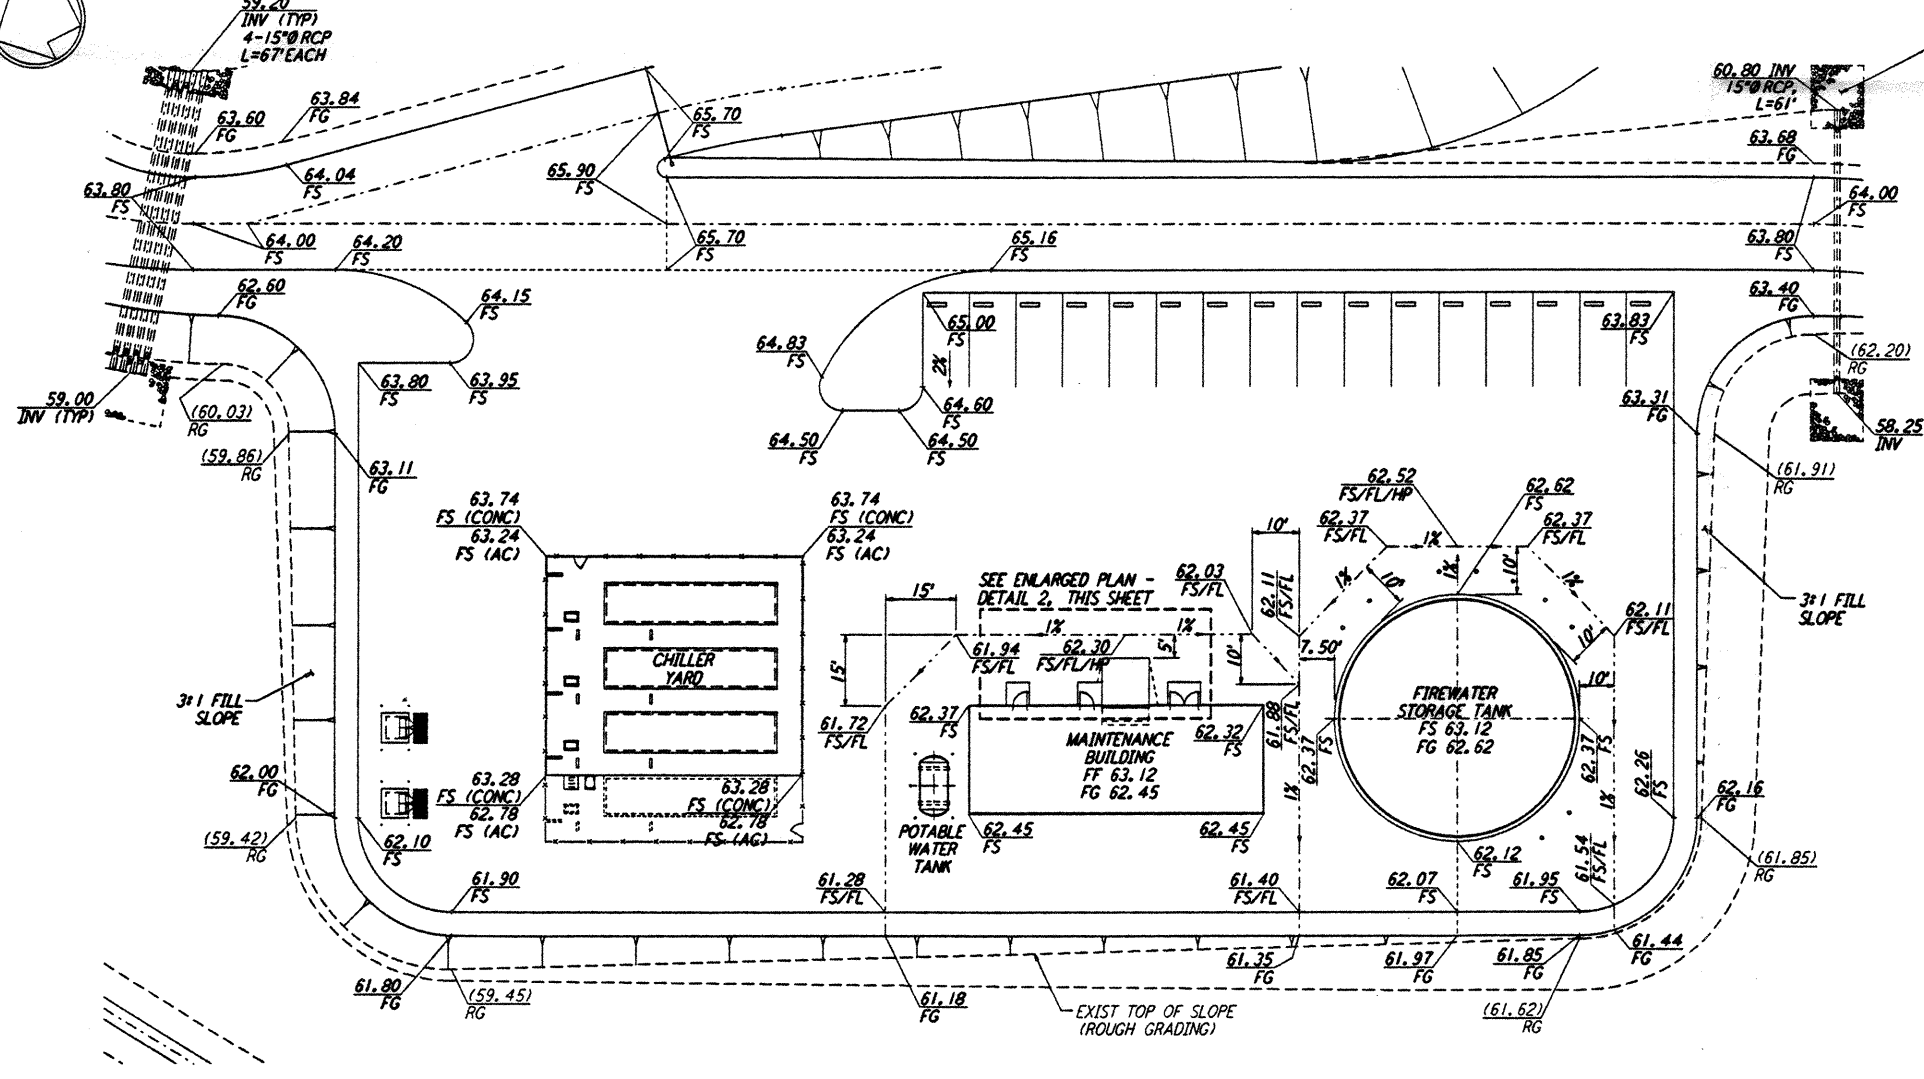 59.20
INV (TYP)
4-15"Ø RCP
L=67'EACH
63.84
FG
63.60
FG
64.04
FS
63.80
FS
64.00
FS
64.20
FS
65.90
FS
65.70
FS
65.70
FS
65.16
FS
60.80 INV
15"Ø RCP,
L=61'
63.68
FG
64.00
FS
63.80
FS
63.40
FG
62.60
FG
64.15
FS
63.80
FS
63.95
FS
59.00
INV (TYP)
(60.03)
RG
(59.86)
RG
63.11
FG
64.83
FS
65.00
FS
2%
64.60
FS
64.50
FS
64.50
FS
63.83
FS
63.31
FG
(62.20)
RG
58.25
INV
(61.91)
RG
63.74
FS (CONC)
63.24
FS (AC)
63.74
FS (CONC)
63.24
FS (AC)
CHILLER
YARD
15'
15'
SEE ENLARGED PLAN -
DETAIL 2, THIS SHEET
1%
1%
61.94
FS/FL
62.30
FS/FL/HP
5'
62.03
FS/FL
10'
10'
62.11
FS/FL
7.50'
61.88
FS/FL
61.72
FS/FL
62.37
FS
62.32
FS
62.52
FS/FL/HP
62.62
FS
62.37
FS/FL
62.37
FS/FL
1%
1%
10'
1%
10'
1%
10'
62.11
FS/FL
10'
FIREWATER
STORAGE TANK
FS 63.12
FG 62.62
62.37
FS
62.37
FS
1%
1%
3:1 FILL
SLOPE
3:1 FILL
SLOPE
MAINTENANCE
BUILDING
FF 63.12
FG 62.45
62.45
FS
62.45
FS
POTABLE
WATER
TANK
62.00
FG
(59.42)
RG
62.10
FS
63.28
FS (CONC)
62.78
FS (AC)
63.28
FS (CONC)
62.78
FS (AC)
62.26
FS
62.16
FG
61.54
FS/FL
(61.85)
RG
61.90
FS
61.28
FS/FL
61.40
FS/FL
62.12
FS
62.07
FS
61.95
FS
61.80
FG
(59.45)
RG
61.18
FG
EXIST TOP OF SLOPE
(ROUGH GRADING)
61.35
FG
61.97
FG
61.85
FG
61.44
FG
(61.62)
RG